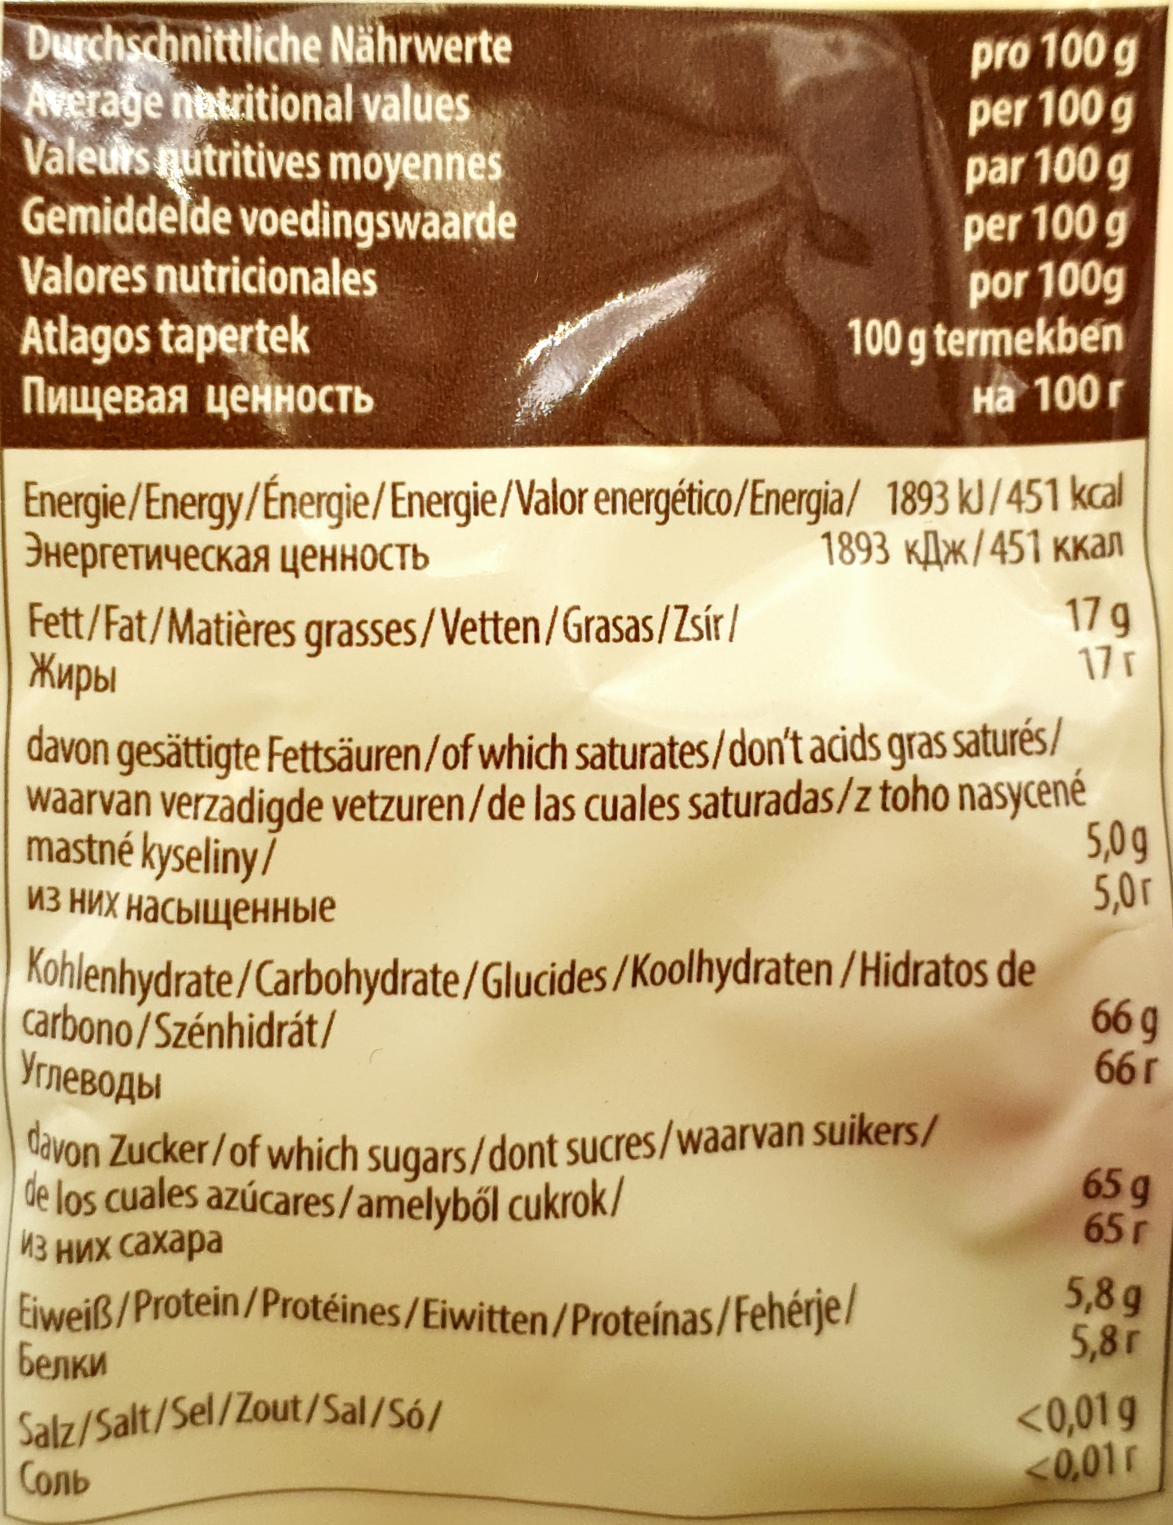 Durchschnittliche Nährwerte pro 100 g
Average nutritional values per 100 g
Valeurs nutritives moyennes par 100 g
Gemiddelde voedingswaarde per 100 g
Valores nutricionales por 100g
Atlagos tapertek 100 g termekben
Пищевая ценность на 100 г
Energie/Energy/Énergie/Energie/Valor energético/Energia/ 1893 kJ/451 kcal
Энергетическая ценность 1893 кДж/451 ккал
Fett/Fat/Matières grasses/Vetten/Grasas/Zsír/ 17 g
Жиры 17 г
davon gesättigte Fettsäuren/of which saturates/don't acids gras saturés/
waarvan verzadigde vetzuren/de las cuales saturadas/z toho nasycené
mastné kyseliny/ 5,0 g
из них насыщенные 5,0 г
Kohlenhydrate/Carbohydrate/Glucides/Koolhydraten/Hidratos de
carbono/Szénhidrát/ 66 g
Углеводы 66 г
davon Zucker/of which sugars/dont sucres/waarvan suikers/
de los cuales azúcares/amelyből cukrok/ 65 g
из них сахара 65 г
Eiweiß/Protein/Protéines/Eiwitten/Proteínas/Fehérje/ 5,8 g
Белки 5,8 г
Salz/Salt/Sel/Zout/Sal/Só/ <0,01 g
Соль <0,01 г